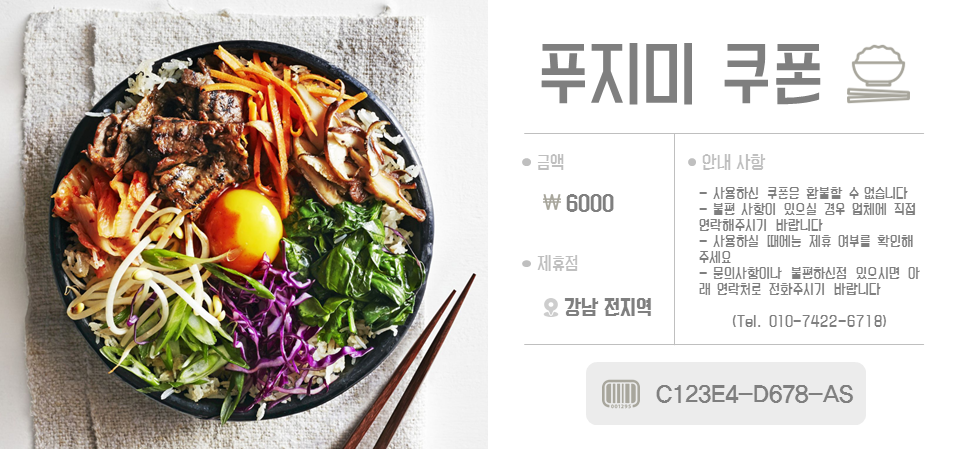 푸지미 쿠폰
● 금액
₩ 6000
● 제휴점
강남 전지역
● 안내 사항
- 사용하신 쿠폰은 환불할 수 없습니다
- 불편 사항이 있으실 경우 업체에 직접
연락해주시기 바랍니다
- 사용하실 때에는 제휴 여부를 확인해
주세요
- 문의사항이나 불편하신점 있으시면 아
래 연락처로 전화주시기 바랍니다
(Tel. 010-7422-6718)
C123E4-D678-AS